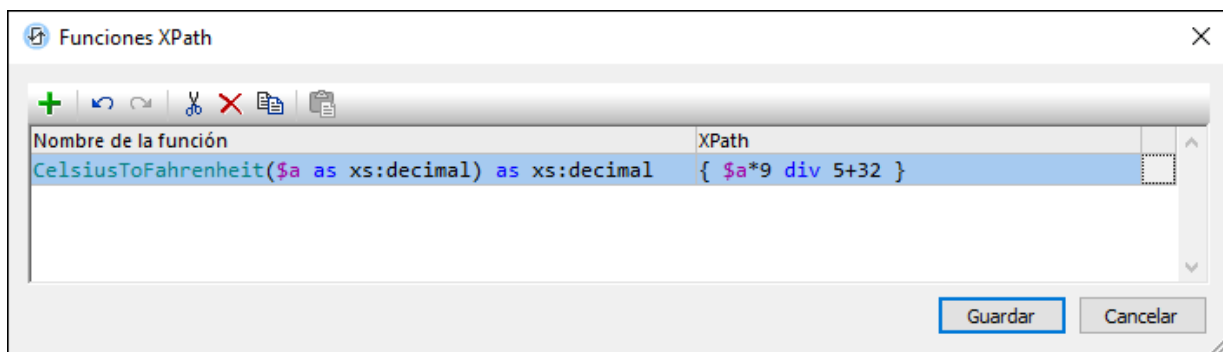 Funciones XPath
Nombre de la función XPath
CelsiusToFahrenheit($a as xs:decimal) as xs:decimal { $a*9 div 5+32 }
Guardar Cancelar